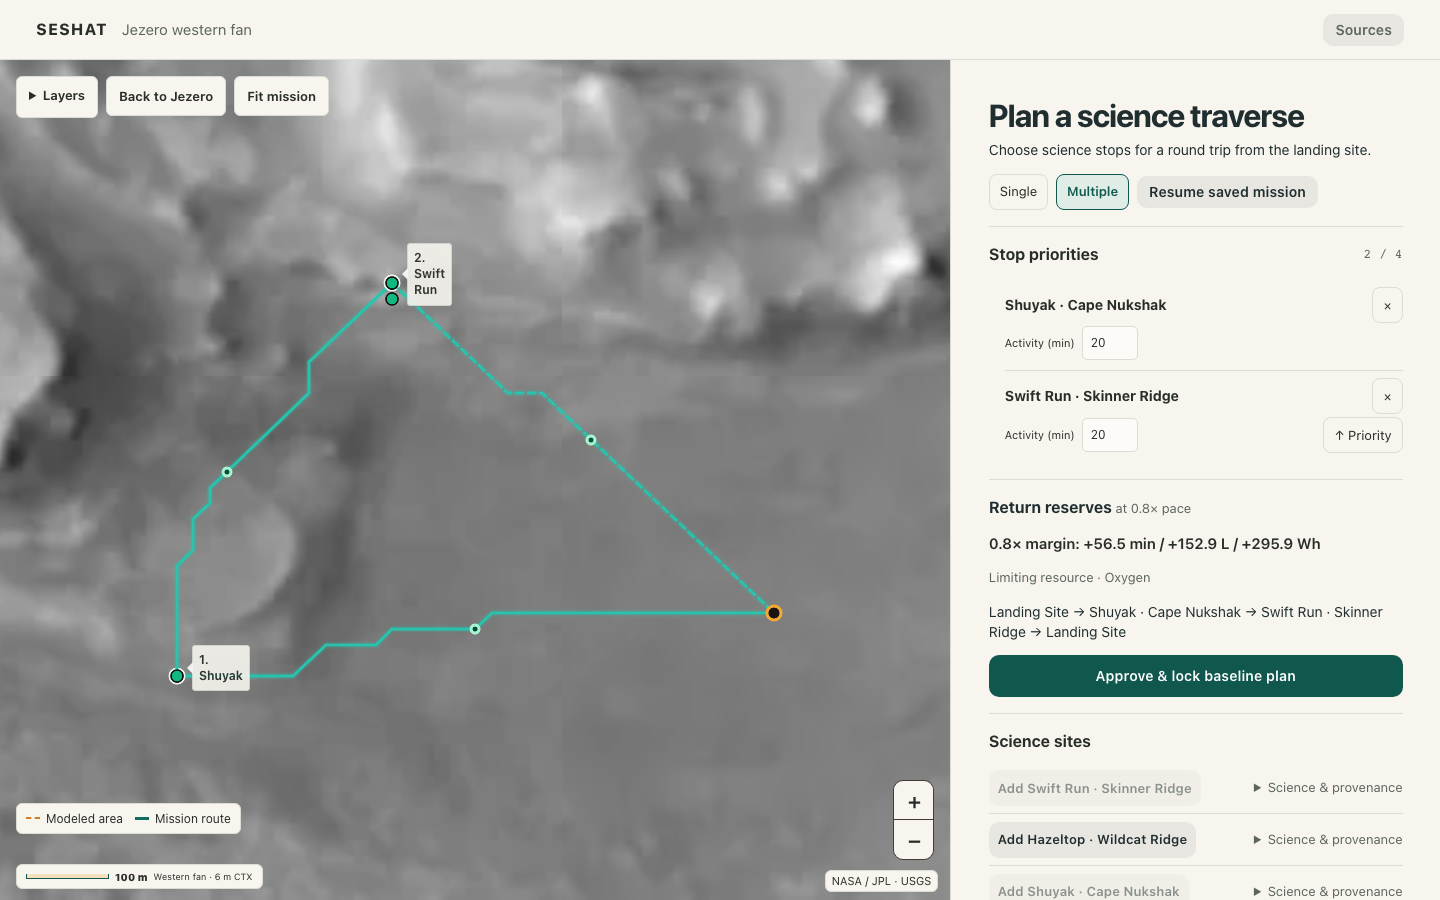 SESHAT Jezero western fan
Sources
▶ Layers
Back to Jezero
Fit mission
2.
Swift
Run
1.
Shuyak
Modeled area
Mission route
100 m Western fan · 6 m CTX
+
−
NASA / JPL · USGS
Plan a science traverse
Choose science stops for a round trip from the landing site.
Single
Multiple
Resume saved mission
Stop priorities 2 / 4
Shuyak · Cape Nukshak ×
Activity (min) 20
Swift Run · Skinner Ridge ×
Activity (min) 20 ↑ Priority
Return reserves at 0.8× pace
0.8× margin: +56.5 min / +152.9 L / +295.9 Wh
Limiting resource · Oxygen
Landing Site → Shuyak · Cape Nukshak → Swift Run · Skinner
Ridge → Landing Site
Approve & lock baseline plan
Science sites
Add Swift Run · Skinner Ridge ▶ Science & provenance
Add Hazeltop · Wildcat Ridge ▶ Science & provenance
Add Shuyak · Cape Nukshak ▶ Science & provenance